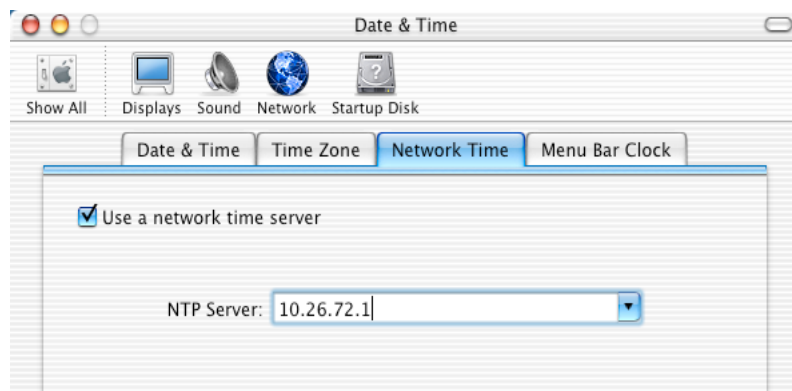 Date & Time
Show All Displays Sound Network Startup Disk
Date & Time Time Zone Network Time Menu Bar Clock
Use a network time server
NTP Server: 10.26.72.1